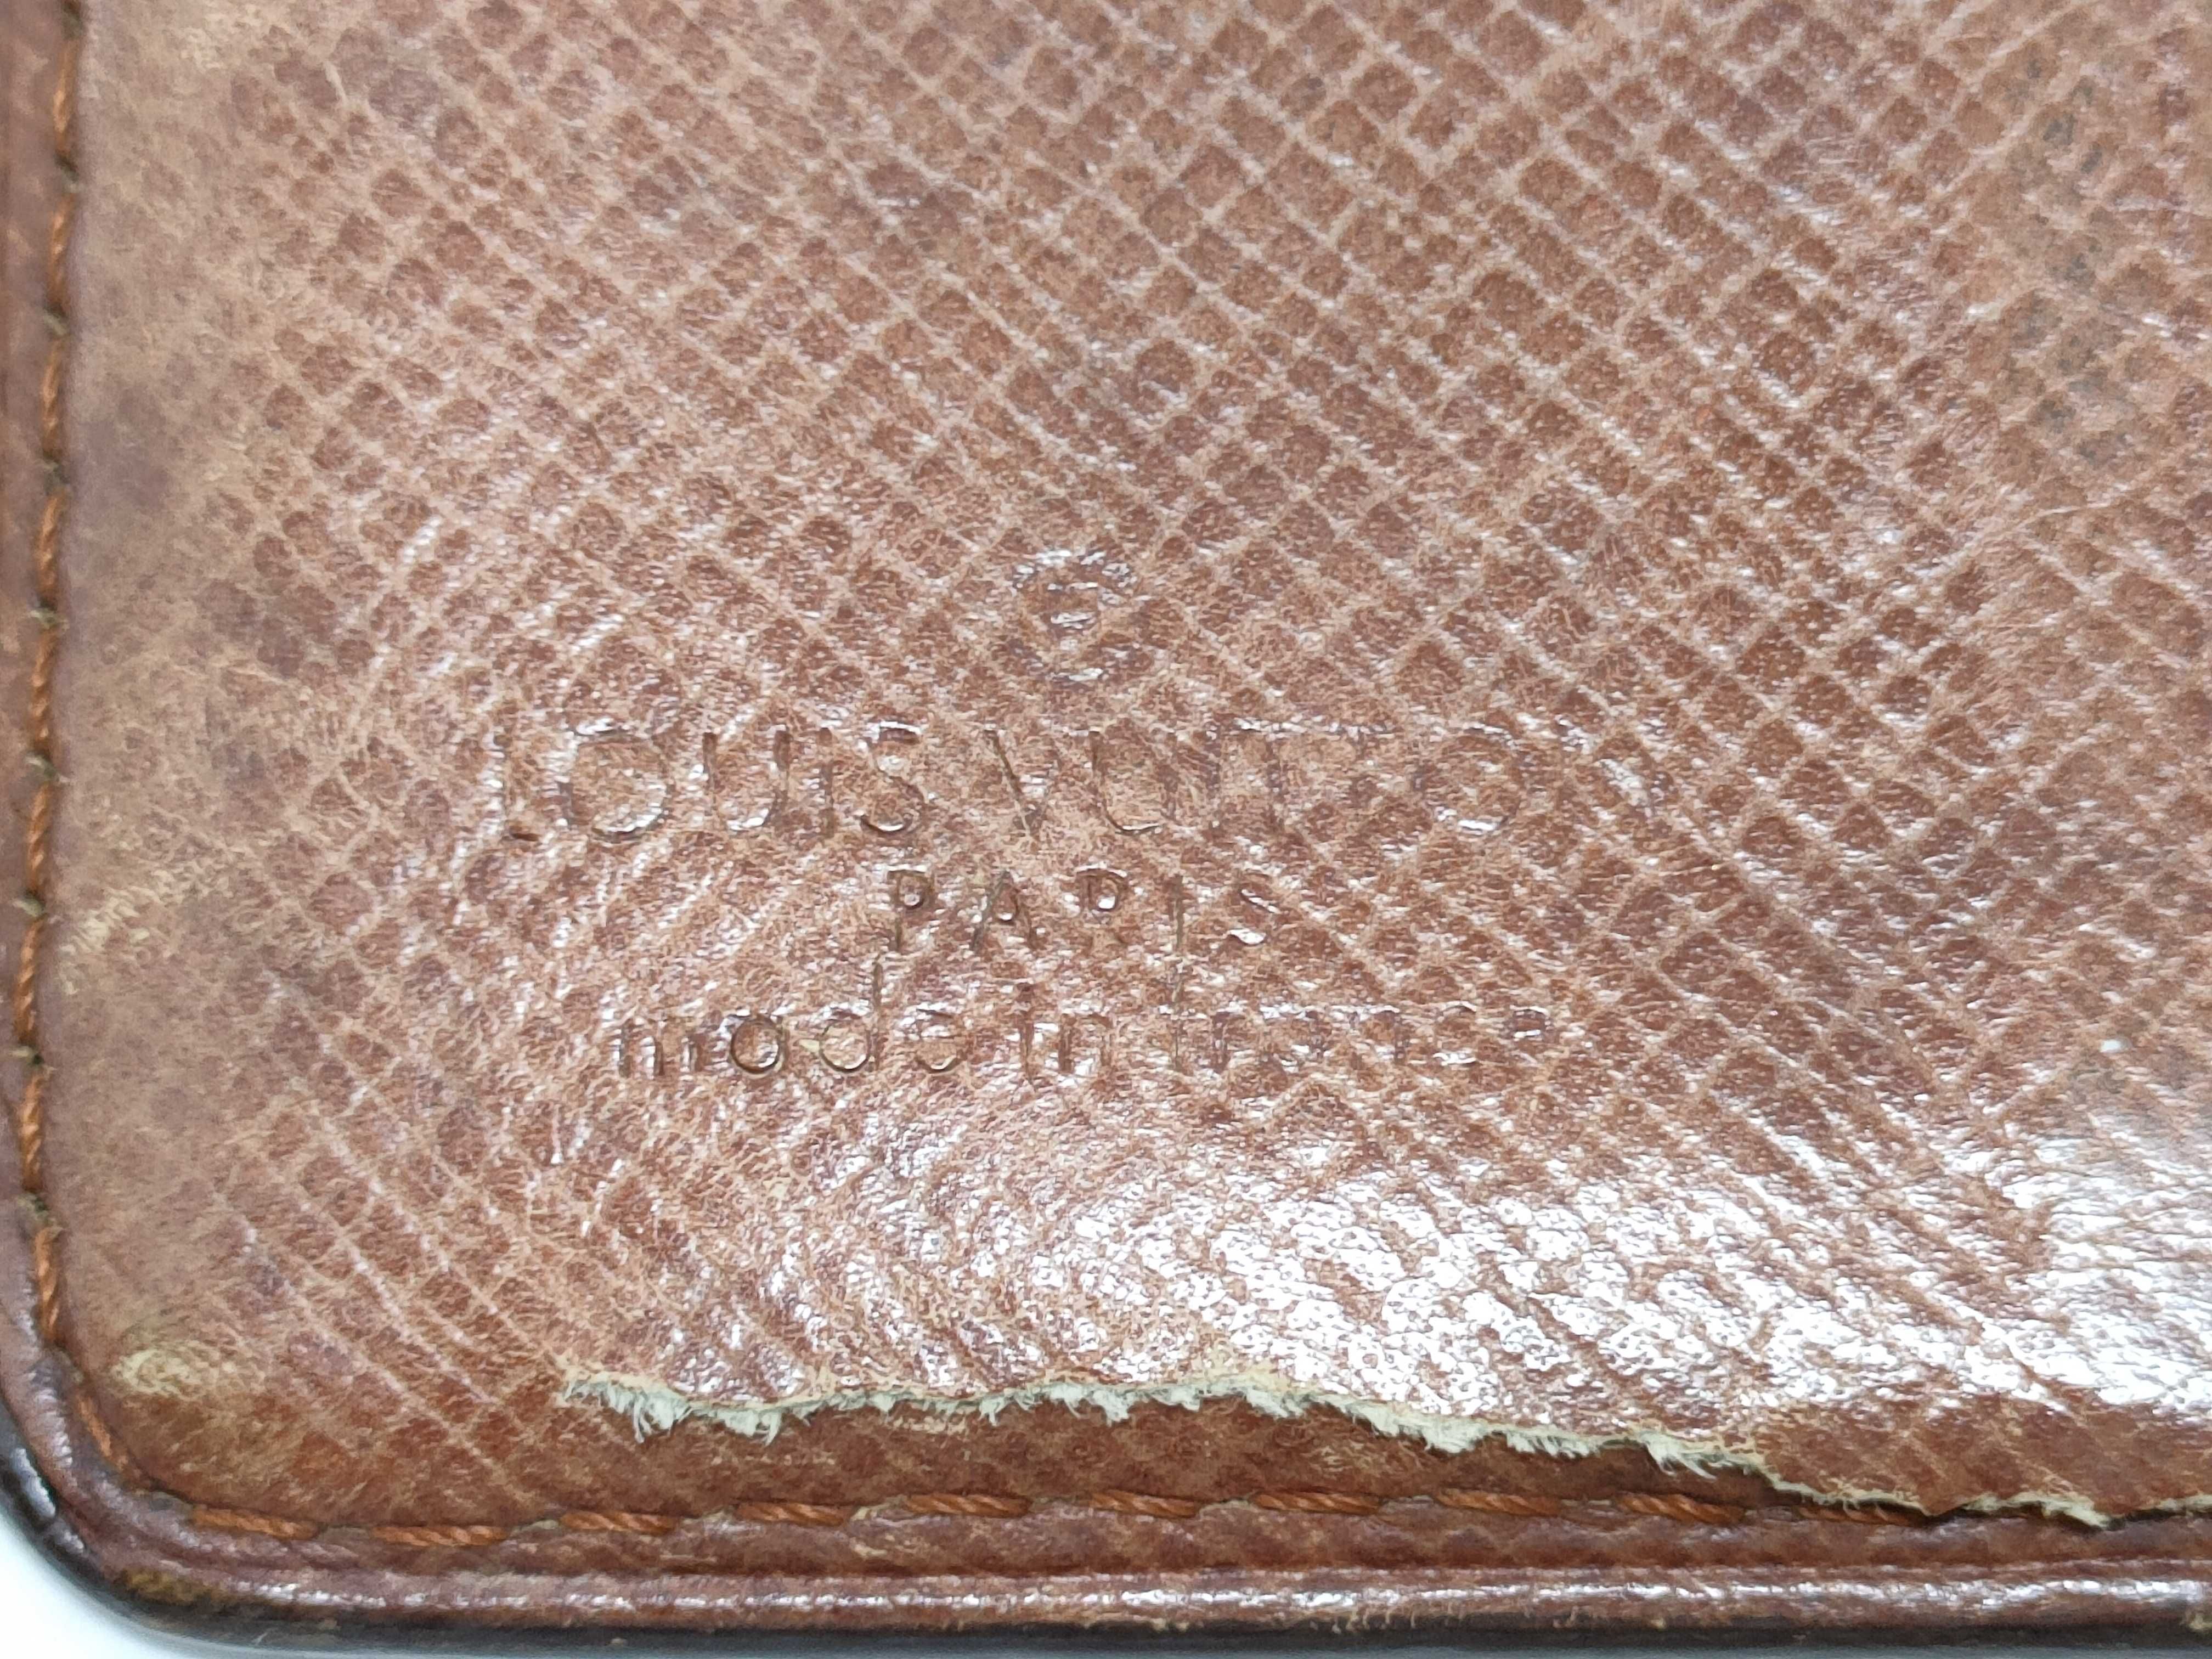 ®
LOUIS VUITTON
PARIS
made in France